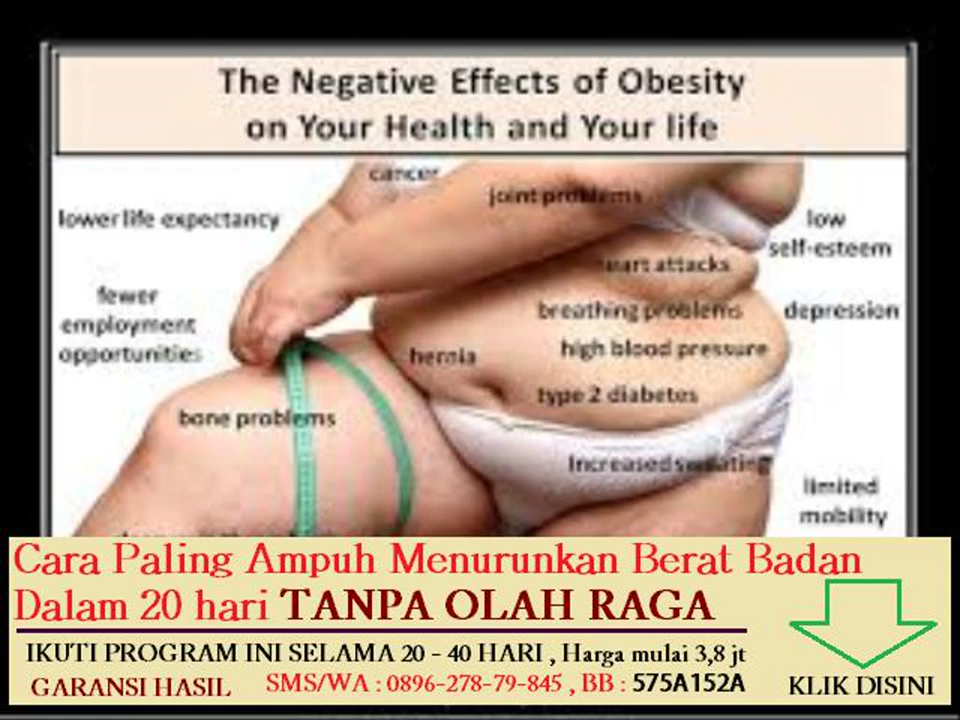 The Negative Effects of Obesity
on Your Health and Your life
cancer
joint problems
lower life expectancy
low
self-esteem
heart attacks
fewer
employment
opportunities
breathing problems
depression
hernia
high blood pressure
type 2 diabetes
bone problems
Increased sweating
limited
mobility
Cara Paling Ampuh Menurunkan Berat Badan
Dalam 20 hari TANPA OLAH RAGA
IKUTI PROGRAM INI SELAMA 20 - 40 HARI , Harga mulai 3,8 jt
GARANSI HASIL SMS/WA : 0896-278-79-845 , BB : 575A152A
KLIK DISINI